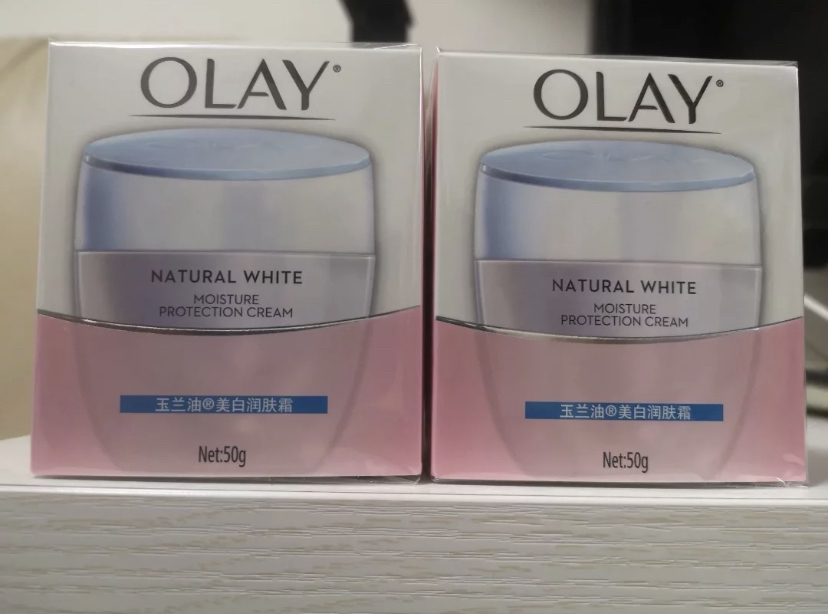 OLAY®
NATURAL WHITE
MOISTURE
PROTECTION CREAM
玉兰油®美白润肤霜
Net:50g
OLAY®
NATURAL WHITE
MOISTURE
PROTECTION CREAM
玉兰油®美白润肤霜
Net:50g